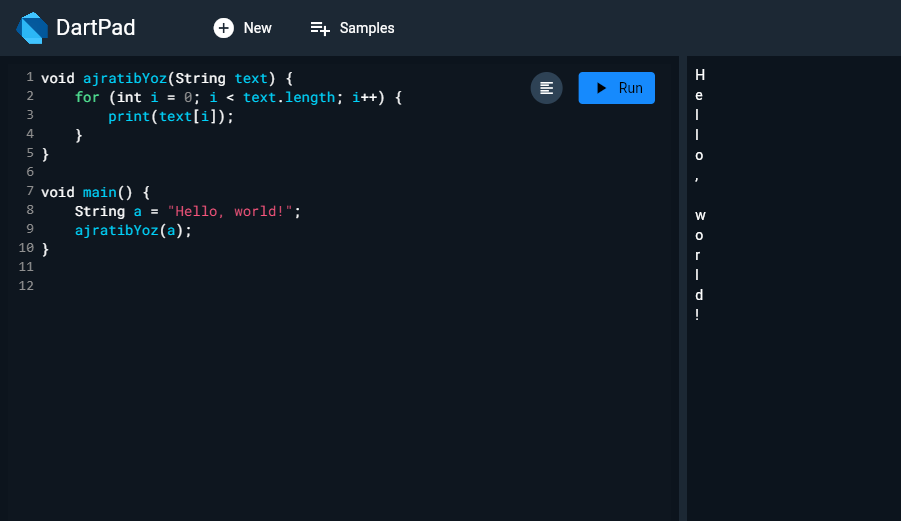 DartPad
New
Samples
1 void ajratibYoz(String text) {
2     for (int i = 0; i < text.length; i++) {
3         print(text[i]);
4     }
5 }
6
7 void main() {
8     String a = "Hello, world!";
9     ajratibYoz(a);
10 }
11
12
Run
H
e
l
l
o
,

w
o
r
l
d
!